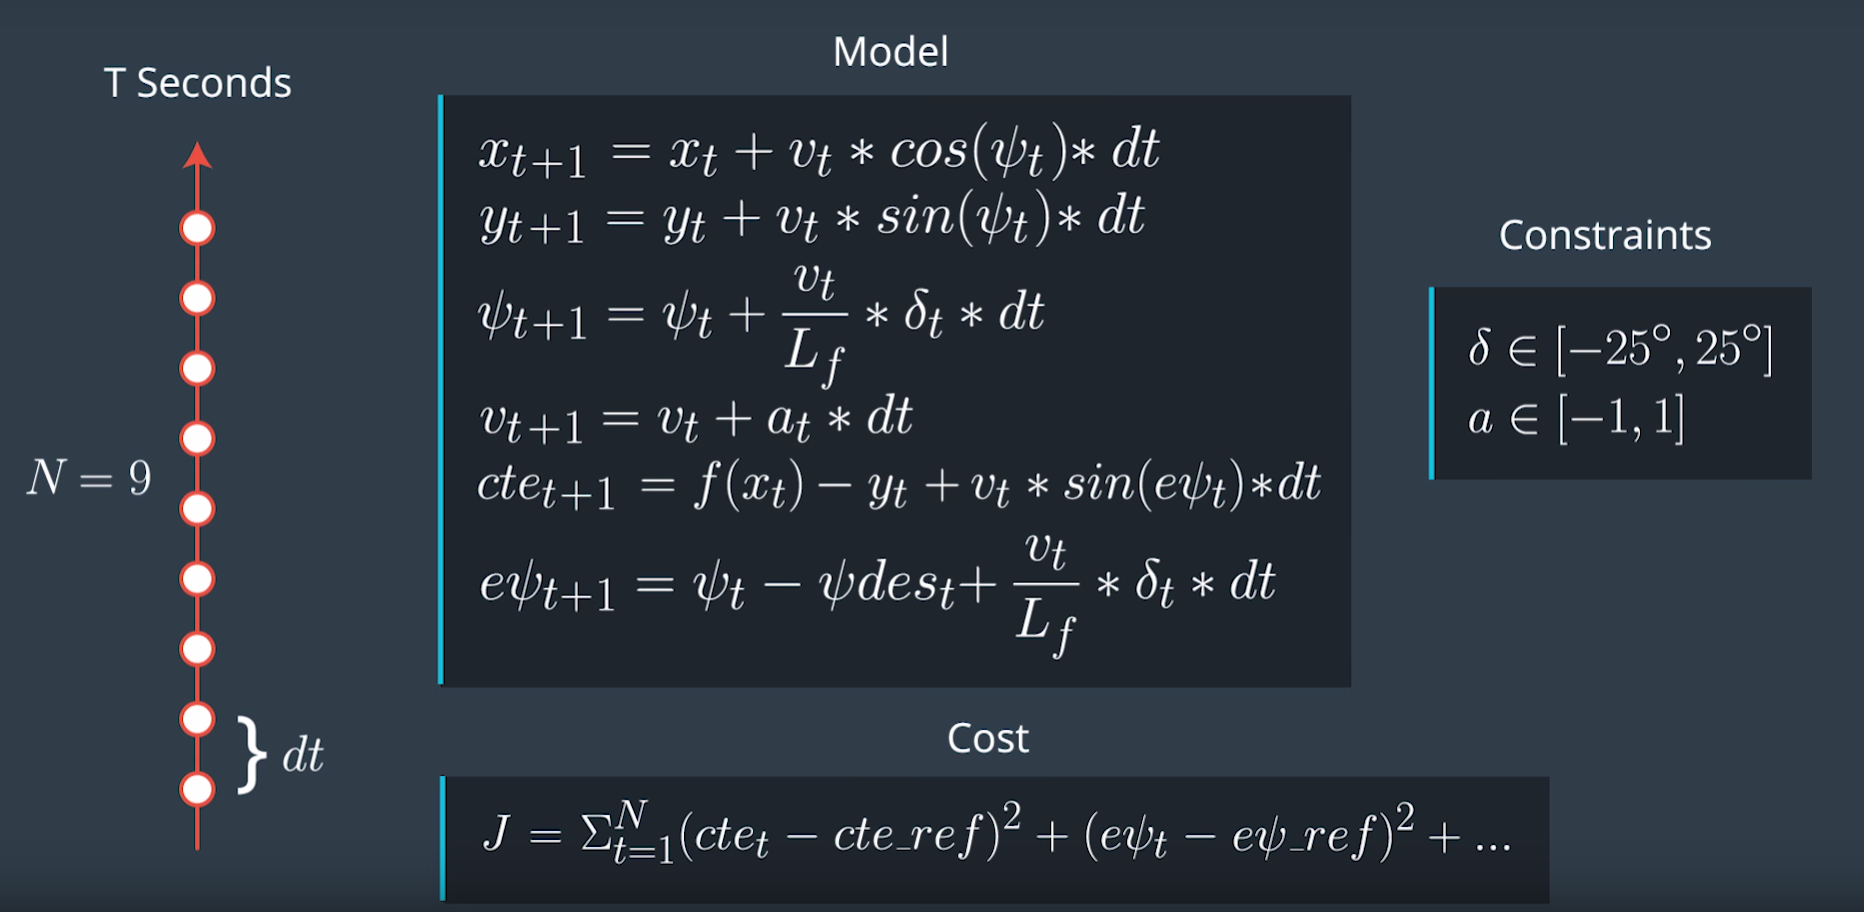 T Seconds
N = 9
} dt
Model
x_{t+1} = x_t + v_t * cos(ψ_t) * dt
y_{t+1} = y_t + v_t * sin(ψ_t) * dt
ψ_{t+1} = ψ_t + \frac{v_t}{L_f} * δ_t * dt
v_{t+1} = v_t + a_t * dt
cte_{t+1} = f(x_t) − y_t + v_t * sin(eψ_t) * dt
eψ_{t+1} = ψ_t − ψdes_t + \frac{v_t}{L_f} * δ_t * dt
Constraints
δ ∈ [−25°, 25°]
a ∈ [−1, 1]
Cost
J = Σ_{t=1}^{N}(cte_t − cte_ref)^2 + (eψ_t − eψ_ref)^2 + ...